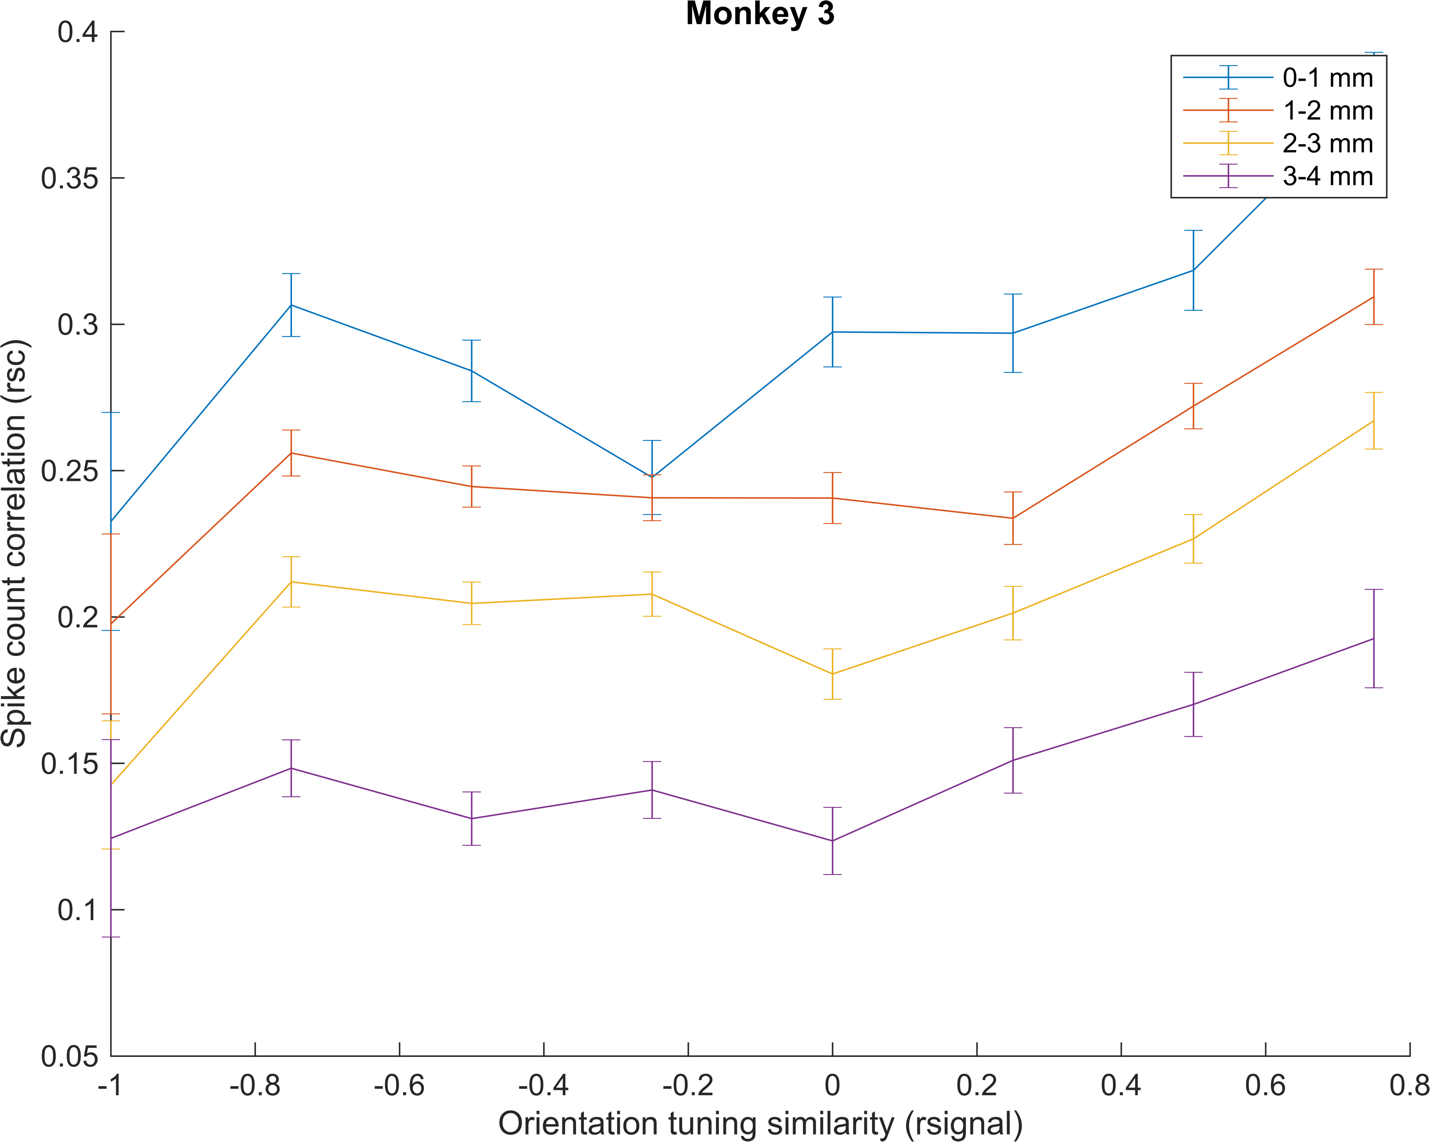 Monkey 3
0-1 mm
1-2 mm
2-3 mm
3-4 mm
0.4
0.35
0.3
0.25
0.2
0.15
0.1
0.05
Spike count correlation (rsc)
-1 -0.8 -0.6 -0.4 -0.2 0 0.2 0.4 0.6 0.8
Orientation tuning similarity (rsignal)